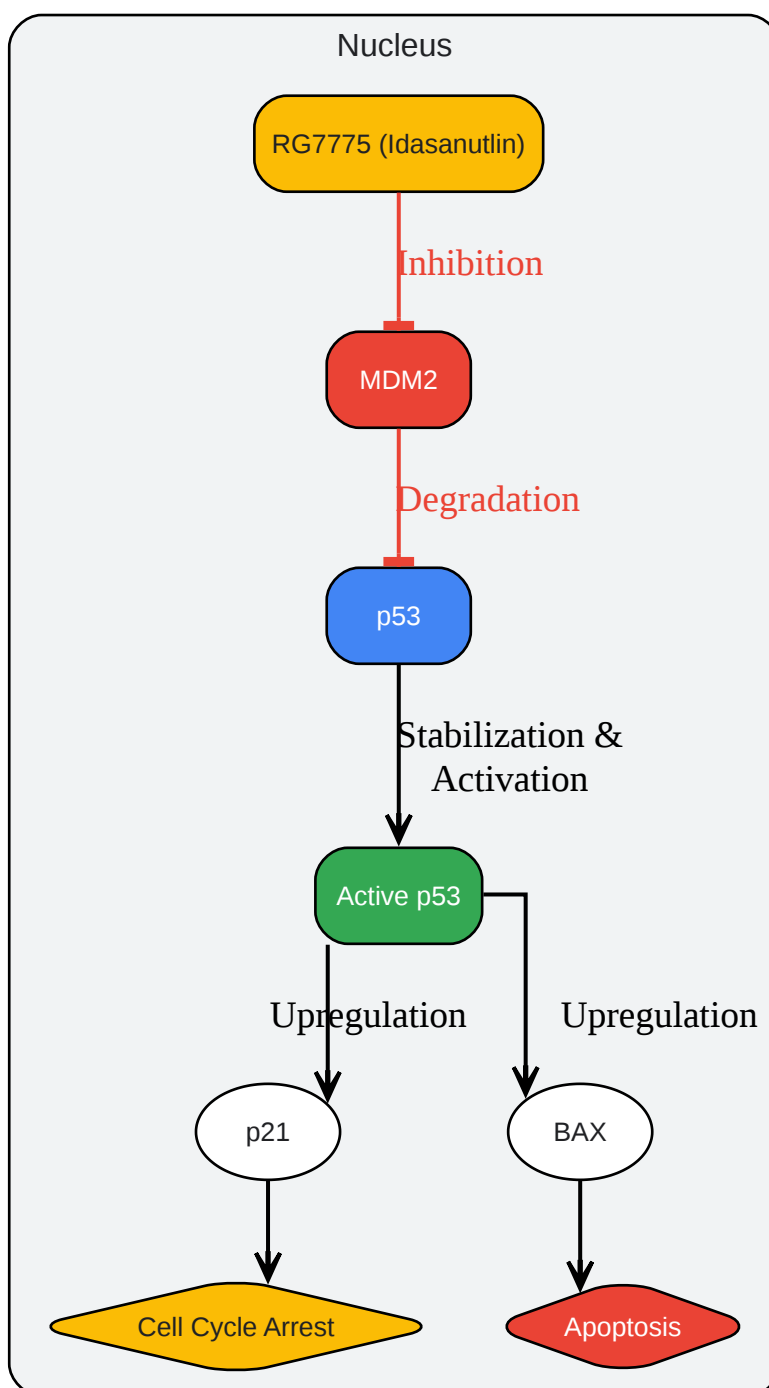 Nucleus
RG7775 (Idasanutlin)
Inhibition
MDM2
Degradation
p53
Stabilization &
Activation
Active p53
Upregulation
Upregulation
p21
BAX
Cell Cycle Arrest
Apoptosis